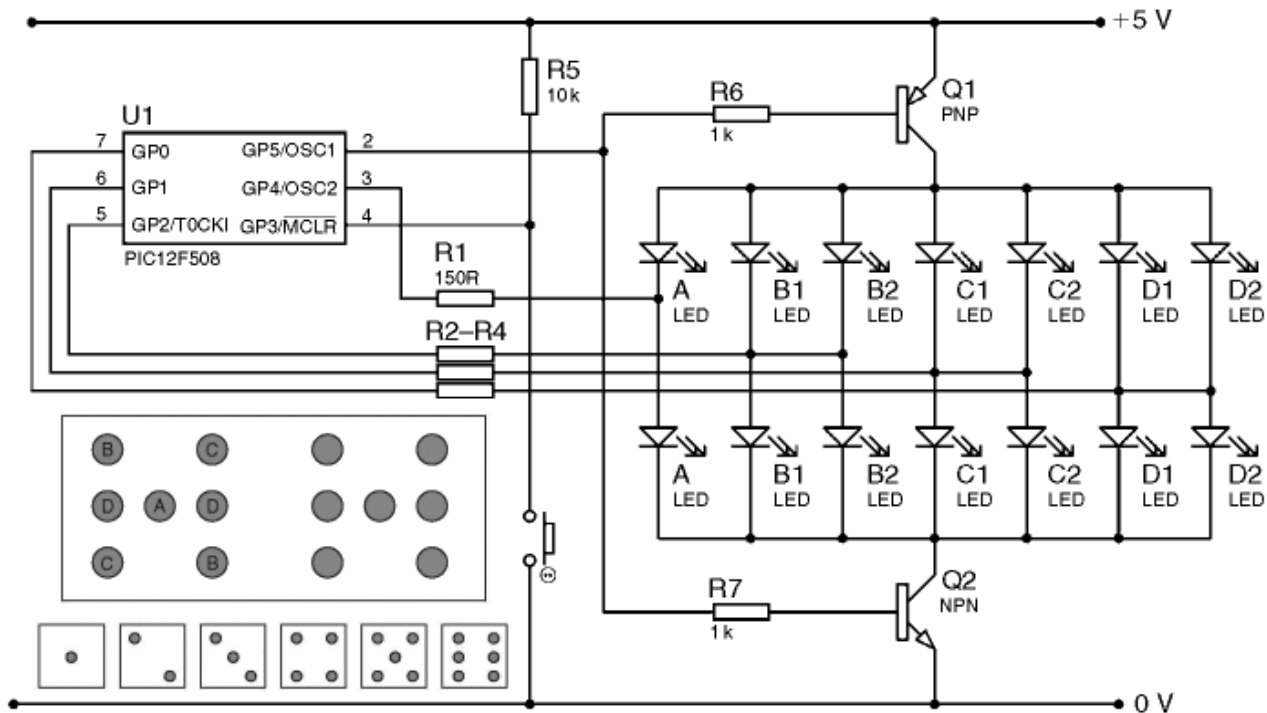 +5 V
R5
10k
R6
1k
Q1
PNP
U1
7 GP0 GP5/OSC1 2
6 GP1 GP4/OSC2 3
5 GP2/T0CKI GP3/MCLR 4
PIC12F508
R1
150R
R2–R4
A B1 B2 C1 C2 D1 D2
LED LED LED LED LED LED LED
A B1 B2 C1 C2 D1 D2
LED LED LED LED LED LED LED
B C
D A D
C B
R7
1k
Q2
NPN
0 V